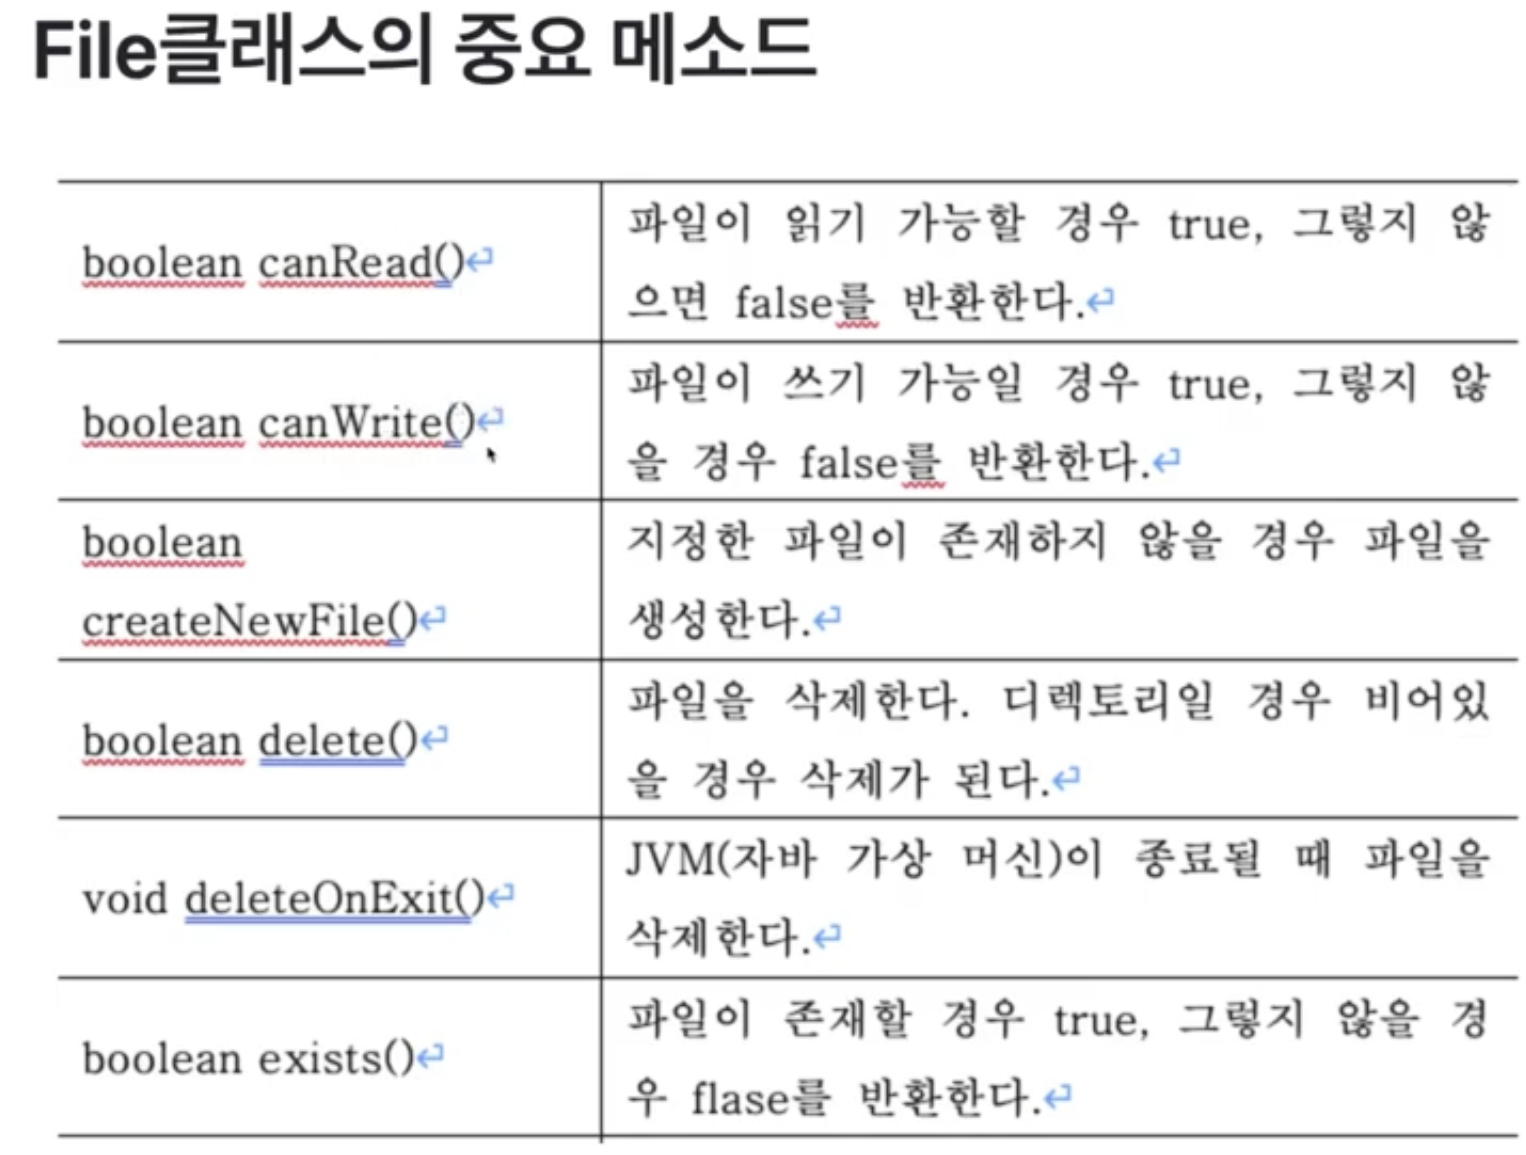 File클래스의 중요 메소드
boolean canRead()↵
파일이 읽기 가능할 경우 true, 그렇지 않
으면 false를 반환한다.↵
boolean canWrite()↵
파일이 쓰기 가능일 경우 true, 그렇지 않
을 경우 false를 반환한다.↵
boolean
createNewFile()↵
지정한 파일이 존재하지 않을 경우 파일을
생성한다.↵
boolean delete()↵
파일을 삭제한다. 디렉토리일 경우 비어있
을 경우 삭제가 된다.↵
void deleteOnExit()↵
JVM(자바 가상 머신)이 종료될 때 파일을
삭제한다.↵
boolean exists()↵
파일이 존재할 경우 true, 그렇지 않을 경
우 flase를 반환한다.↵